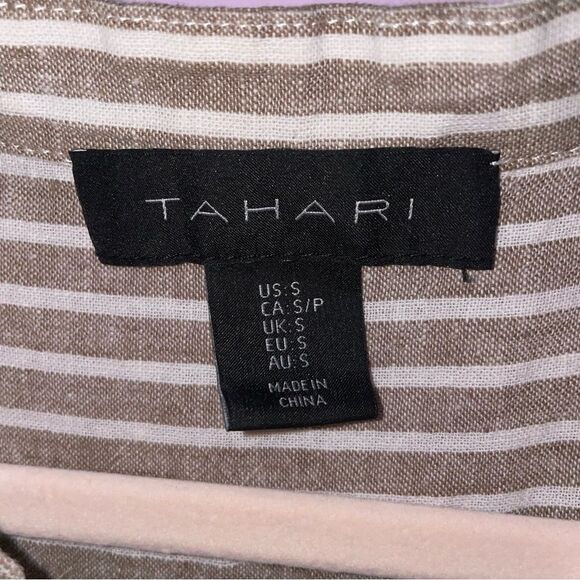 TAHARI
US:S
CA:S/P
UK:S
EU:S
AU:S
MADE IN
CHINA